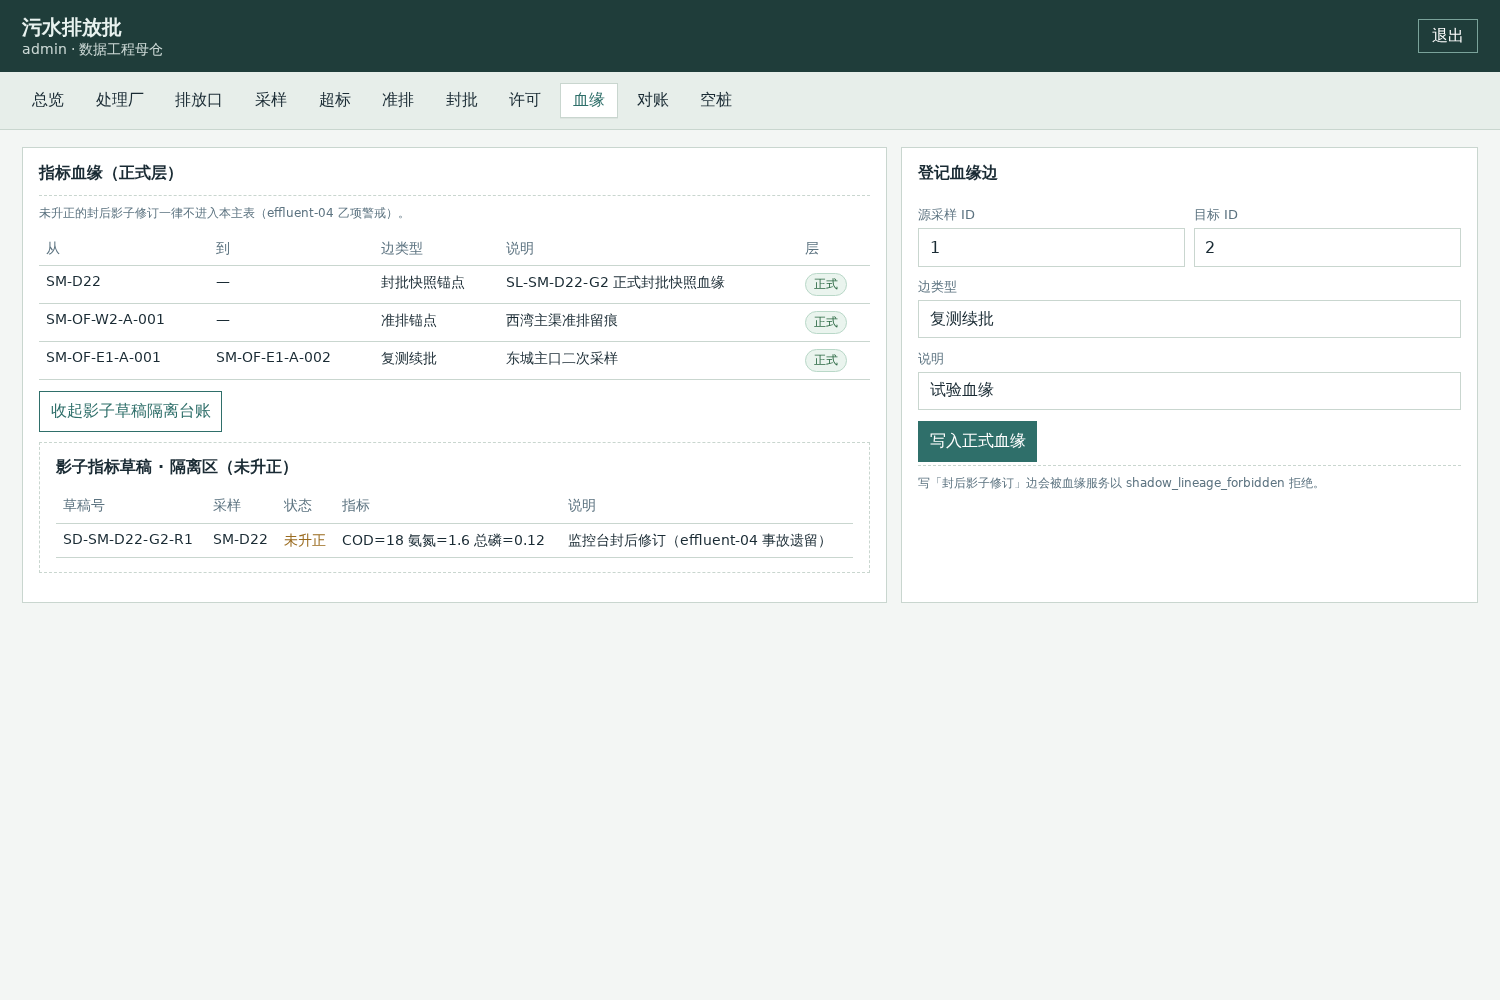 污水排放批
admin · 数据工程母仓
退出
总览 处理厂 排放口 采样 超标 准排 封批 许可 血缘 对账 空桩
指标血缘（正式层）
未升正的封后影子修订一律不进入本主表（effluent-04 乙项警戒）。
从 到 边类型 说明 层
SM-D22 — 封批快照锚点 SL-SM-D22-G2 正式封批快照血缘 正式
SM-OF-W2-A-001 — 准排锚点 西湾主渠准排留痕 正式
SM-OF-E1-A-001 SM-OF-E1-A-002 复测续批 东城主口二次采样 正式
收起影子草稿隔离台账
影子指标草稿 · 隔离区（未升正）
草稿号 采样 状态 指标 说明
SD-SM-D22-G2-R1 SM-D22 未升正 COD=18 氨氮=1.6 总磷=0.12 监控台封后修订（effluent-04 事故遗留）
登记血缘边
源采样 ID 目标 ID
1 2
边类型
复测续批
说明
试验血缘
写入正式血缘
写「封后影子修订」边会被血缘服务以 shadow_lineage_forbidden 拒绝。